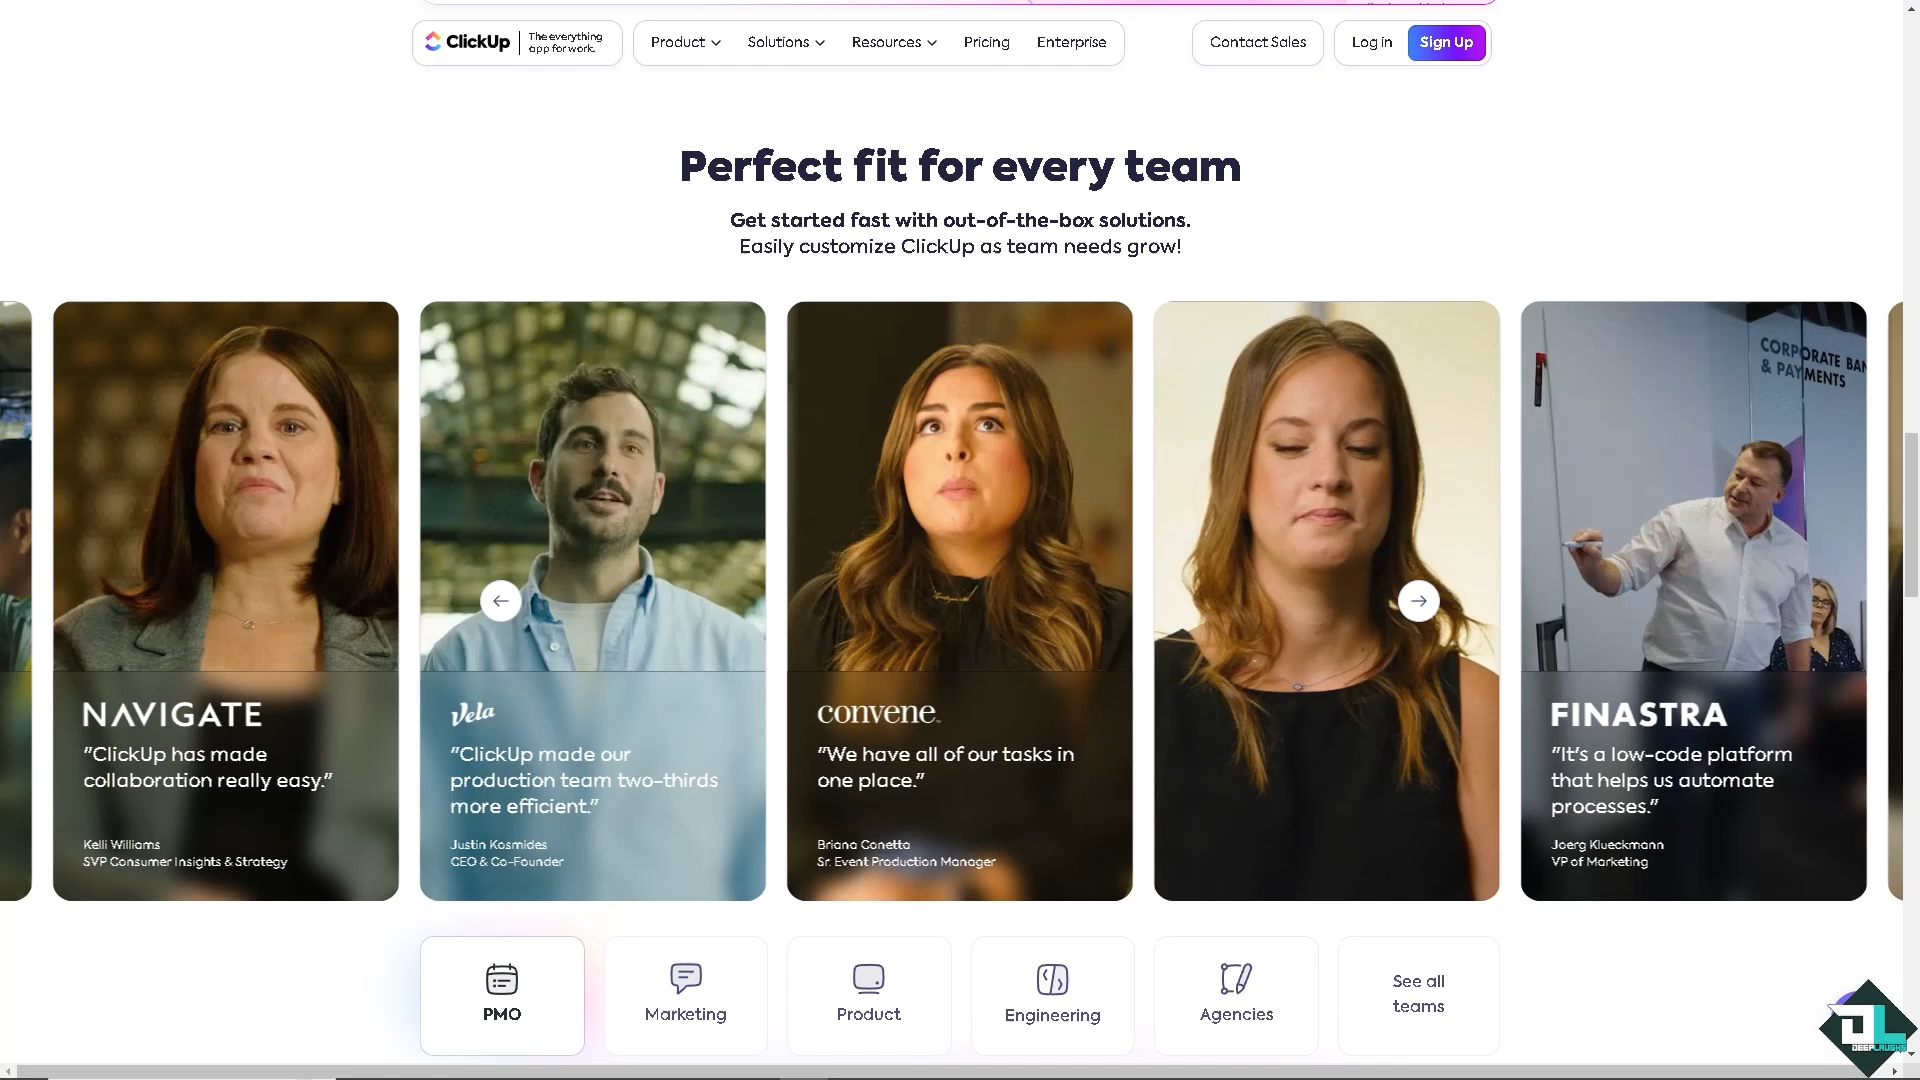 ClickUp
The everything
app for work.
Product
Solutions
Resources
Pricing
Enterprise
Contact Sales
Log in
Sign Up
Perfect fit for every team
Get started fast with out-of-the-box solutions.
Easily customize ClickUp as team needs grow!
CORPORATE BAN
& PAYMENTS
NAVIGATE
"ClickUp has made
collaboration really easy."
Kelli Williams
SVP Consumer Insights & Strategy
Vela
"ClickUp made our
production team two-thirds
more efficient."
Justin Kosmides
CEO & Co-Founder
convene
"We have all of our tasks in
one place."
Briana Conetta
Sr. Event Production Manager
FINASTRA
"It's a low-code platform
that helps us automate
processes."
Joerg Klueckmann
VP of Marketing
PMO
Marketing
Product
Engineering
Agencies
See all
teams
DEEPLAUGHS